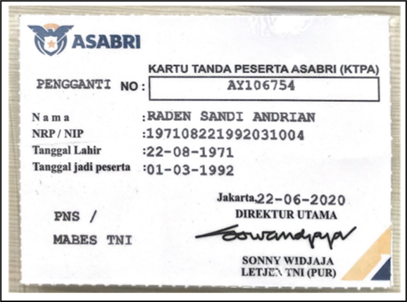 ASABRI
KARTU TANDA PESERTA ASABRI (KTPA)
PENGGANTI NO: AY106754
Nama :RADEN SANDI ANDRIAN
NRP / NIP :197108221992031004
Tanggal Lahir :22-08-1971
Tanggal jadi peserta :01-03-1992
Jakarta,22-06-2020
PNS / DIREKTUR UTAMA
MABES TNI
SONNY WIDJAJA
LETJEN TNI (PUR)